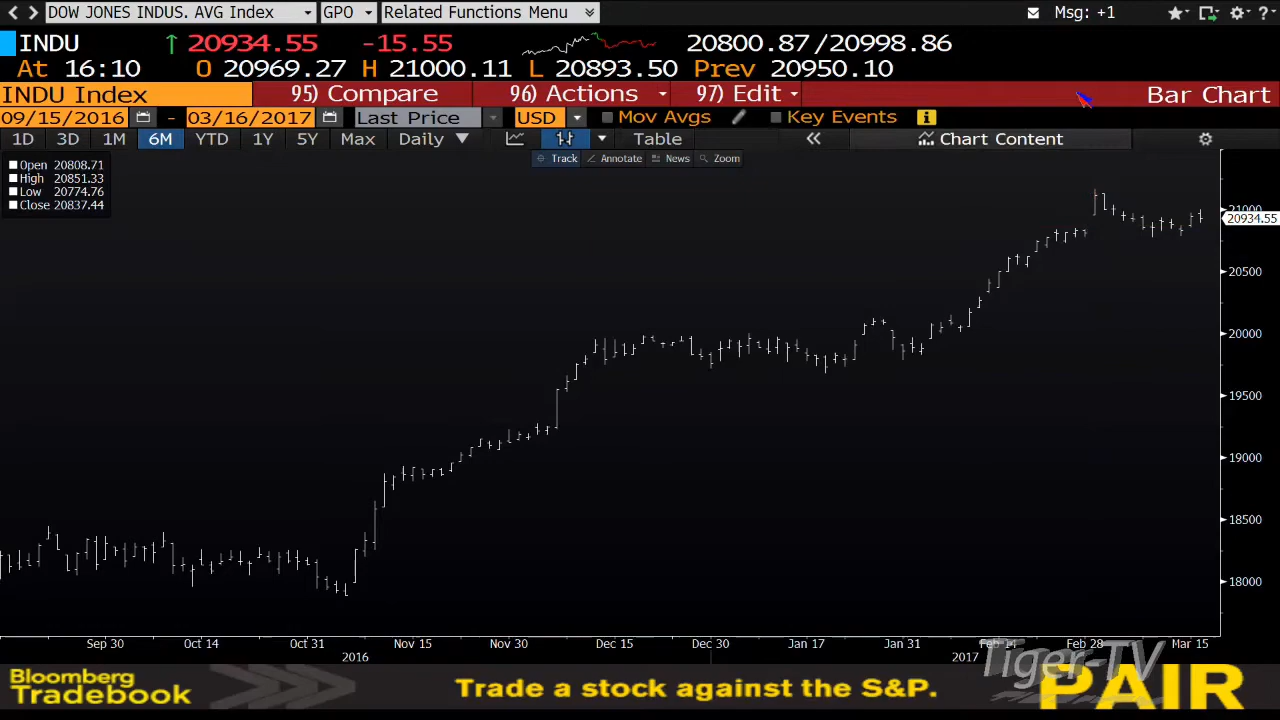 DOW JONES INDUS. AVG Index GPO Related Functions Menu Msg: +1 ?
INDU 20934.55 -15.55 20800.87/20998.86
At 16:10 O 20969.27 H 21000.11 L 20893.50 Prev 20950.10
INDU Index 95) Compare 96) Actions 97) Edit Bar Chart
09/15/2016 - 03/16/2017 Last Price USD Mov Avgs Key Events i
1D 3D 1M 6M YTD 1Y 5Y Max Daily ▼ Table « Chart Content
Track Annotate News Zoom
Open 20808.71
High 20851.33
Low 20774.76
Close 20837.44
21000
20934.55
20500
20000
19500
19000
18500
18000
Sep 30 Oct 14 Oct 31 Nov 15 Nov 30 Dec 15 Dec 30 Jan 17 Jan 31 Feb 14 Feb 28 Mar 15
2016 2017
Tiger-TV
Bloomberg
Tradebook
Trade a stock against the S&P.
PAIR